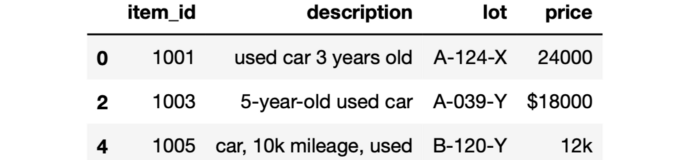 item_id description lot price
0 1001 used car 3 years old A-124-X 24000
2 1003 5-year-old used car A-039-Y $18000
4 1005 car, 10k mileage, used B-120-Y 12k